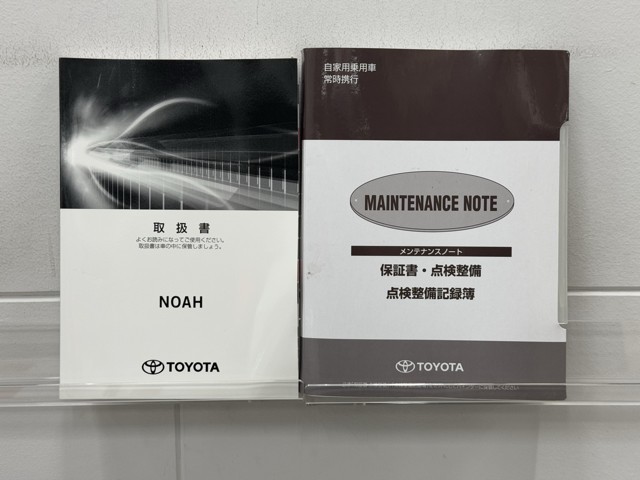 取扱書
よくお読みになってご使用ください。
取扱書は車の中に保管しましょう。
NOAH
TOYOTA
自家用乗用車
常時携行
MAINTENANCE NOTE
メンテナンスノート
保証書・点検整備
点検整備記録簿
TOYOTA